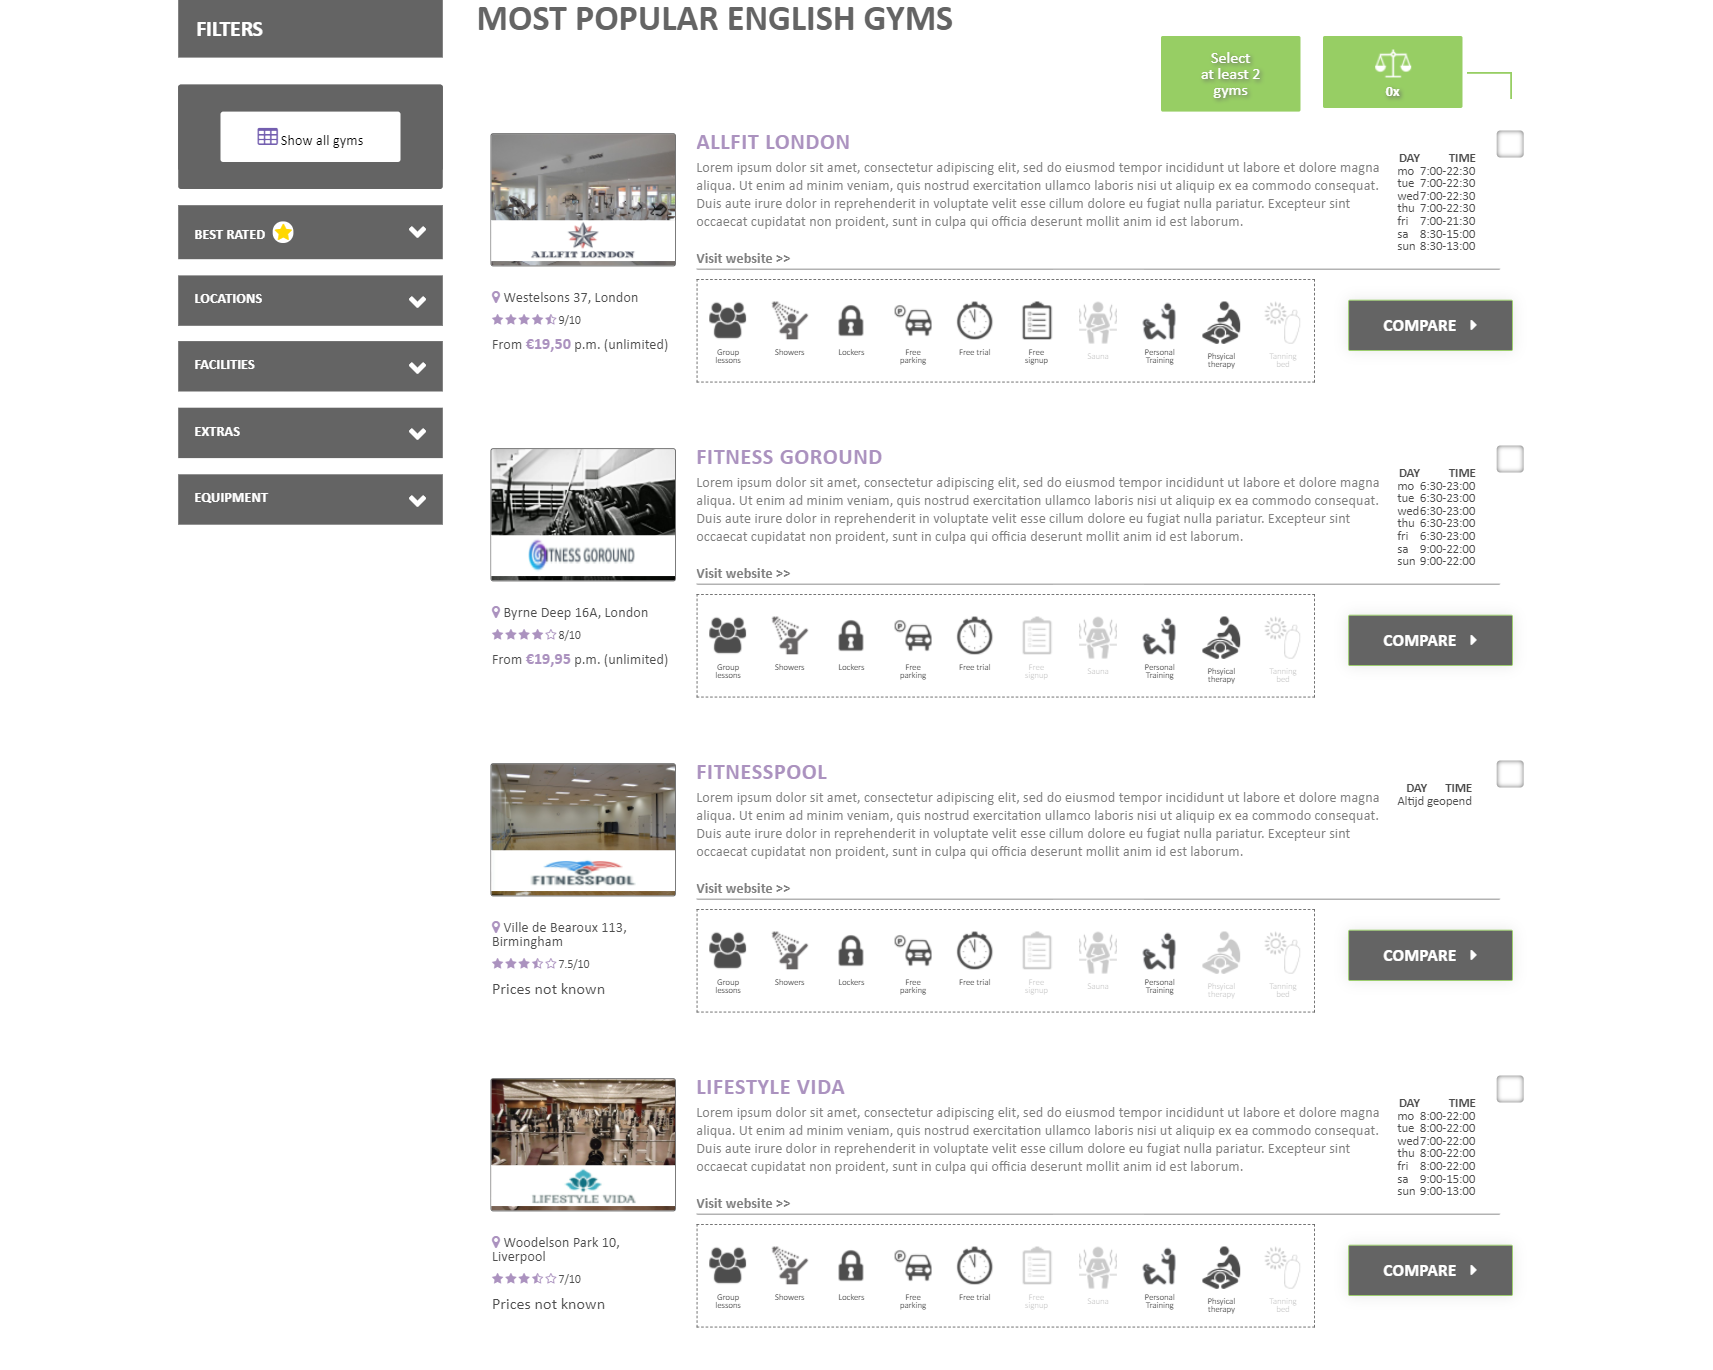 FILTERS
Show all gyms
BEST RATED
LOCATIONS
FACILITIES
EXTRAS
EQUIPMENT
MOST POPULAR ENGLISH GYMS
Select
at least 2
gyms
0x
ALLFIT LONDON
ALLFIT LONDON
Lorem ipsum dolor sit amet, consectetur adipiscing elit, sed do eiusmod tempor incididunt ut labore et dolore magna
aliqua. Ut enim ad minim veniam, quis nostrud exercitation ullamco laboris nisi ut aliquip ex ea commodo consequat.
Duis aute irure dolor in reprehenderit in voluptate velit esse cillum dolore eu fugiat nulla pariatur. Excepteur sint
occaecat cupidatat non proident, sunt in culpa qui officia deserunt mollit anim id est laborum.
Visit website >>
DAY TIME
mo 7:00-22:30
tue 7:00-22:30
wed 7:00-22:30
thu 7:00-22:30
fri 7:00-21:30
sa 8:30-15:00
sun 8:30-13:00
Westelsons 37, London
9/10
From €19,50 p.m. (unlimited)
Group lessons
Showers
Lockers
Free parking
Free trial
Free signup
Sauna
Personal Training
Phsyical therapy
Tanning bed
COMPARE
FITNESS GOROUND
FITNESS GOROUND
Lorem ipsum dolor sit amet, consectetur adipiscing elit, sed do eiusmod tempor incididunt ut labore et dolore magna
aliqua. Ut enim ad minim veniam, quis nostrud exercitation ullamco laboris nisi ut aliquip ex ea commodo consequat.
Duis aute irure dolor in reprehenderit in voluptate velit esse cillum dolore eu fugiat nulla pariatur. Excepteur sint
occaecat cupidatat non proident, sunt in culpa qui officia deserunt mollit anim id est laborum.
Visit website >>
DAY TIME
mo 6:30-23:00
tue 6:30-23:00
wed 6:30-23:00
thu 6:30-23:00
fri 6:30-23:00
sa 9:00-22:00
sun 9:00-22:00
Byrne Deep 16A, London
8/10
From €19,95 p.m. (unlimited)
Group lessons
Showers
Lockers
Free parking
Free trial
Free signup
Sauna
Personal Training
Phsyical therapy
Tanning bed
COMPARE
FITNESSPOOL
FITNESSPOOL
Lorem ipsum dolor sit amet, consectetur adipiscing elit, sed do eiusmod tempor incididunt ut labore et dolore magna
aliqua. Ut enim ad minim veniam, quis nostrud exercitation ullamco laboris nisi ut aliquip ex ea commodo consequat.
Duis aute irure dolor in reprehenderit in voluptate velit esse cillum dolore eu fugiat nulla pariatur. Excepteur sint
occaecat cupidatat non proident, sunt in culpa qui officia deserunt mollit anim id est laborum.
Visit website >>
DAY TIME
Altijd geopend
Ville de Bearoux 113,
Birmingham
7.5/10
Prices not known
Group lessons
Showers
Lockers
Free parking
Free trial
Free signup
Sauna
Personal Training
Phsyical therapy
Tanning bed
COMPARE
LIFESTYLE VIDA
LIFESTYLE VIDA
Lorem ipsum dolor sit amet, consectetur adipiscing elit, sed do eiusmod tempor incididunt ut labore et dolore magna
aliqua. Ut enim ad minim veniam, quis nostrud exercitation ullamco laboris nisi ut aliquip ex ea commodo consequat.
Duis aute irure dolor in reprehenderit in voluptate velit esse cillum dolore eu fugiat nulla pariatur. Excepteur sint
occaecat cupidatat non proident, sunt in culpa qui officia deserunt mollit anim id est laborum.
Visit website >>
DAY TIME
mo 8:00-22:00
tue 8:00-22:00
wed 7:00-22:00
thu 8:00-22:00
fri 8:00-22:00
sa 9:00-15:00
sun 9:00-13:00
Woodelson Park 10,
Liverpool
7/10
Prices not known
Group lessons
Showers
Lockers
Free parking
Free trial
Free signup
Sauna
Personal Training
Phsyical therapy
Tanning bed
COMPARE